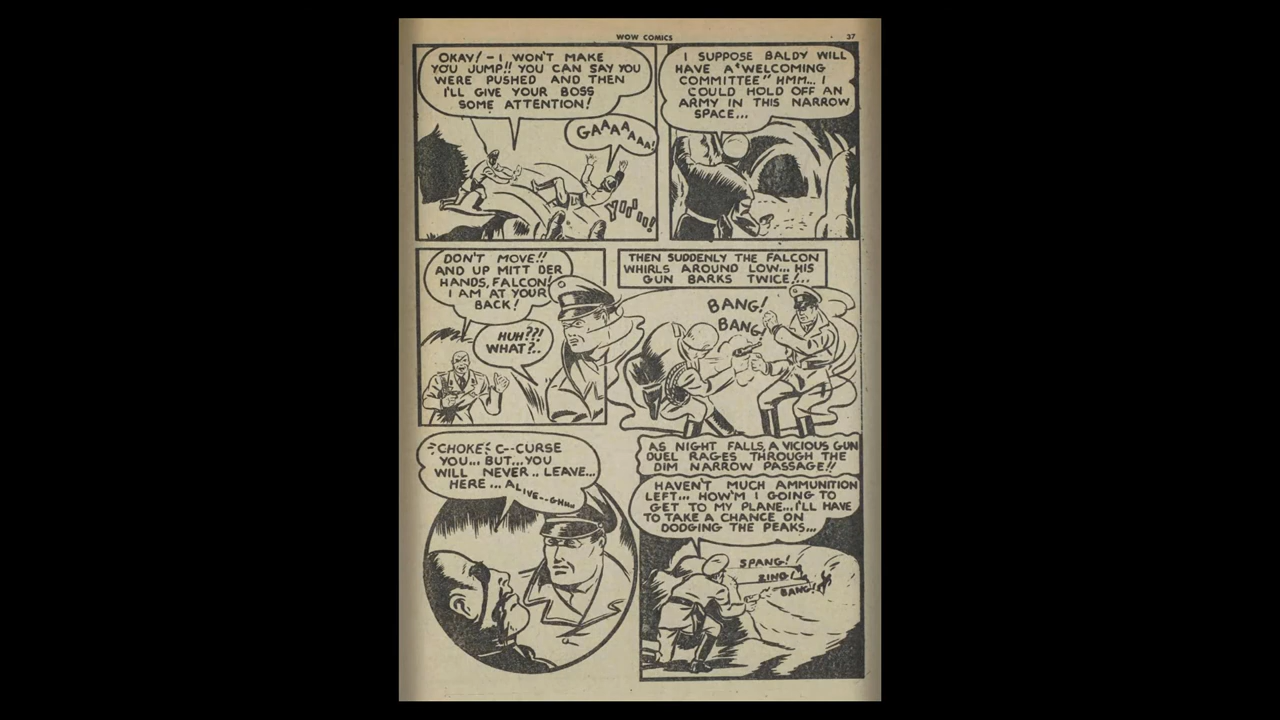 WOW COMICS
37
OKAY! - I WON'T MAKE
YOU JUMP!! YOU CAN SAY YOU
WERE PUSHED AND THEN
I'LL GIVE YOUR BOSS
SOME ATTENTION!
GAAAAAAA!
YIIIII!
I SUPPOSE BALDY WILL
HAVE A "WELCOMING
COMMITTEE" HMM... I
COULD HOLD OFF AN
ARMY IN THIS NARROW
SPACE...
DON'T MOVE!!
AND UP MITT DER
HANDS, FALCON!
I AM AT YOUR
BACK!
HUH??!
WHAT?..
THEN SUDDENLY THE FALCON
WHIRLS AROUND LOW... HIS
GUN BARKS TWICE!...
BANG!
BANG!
CHOKE! C--CURSE
YOU... BUT... YOU
WILL NEVER.. LEAVE...
HERE... ALIVE--GHH..
AS NIGHT FALLS, A VICIOUS GUN
DUEL RAGES THROUGH THE
DIM NARROW PASSAGE!!
HAVEN'T MUCH AMMUNITION
LEFT... HOW'M I GOING TO
GET TO MY PLANE... I'LL HAVE
TO TAKE A CHANCE ON
DODGING THE PEAKS...
SPANG!
ZING!
BANG!